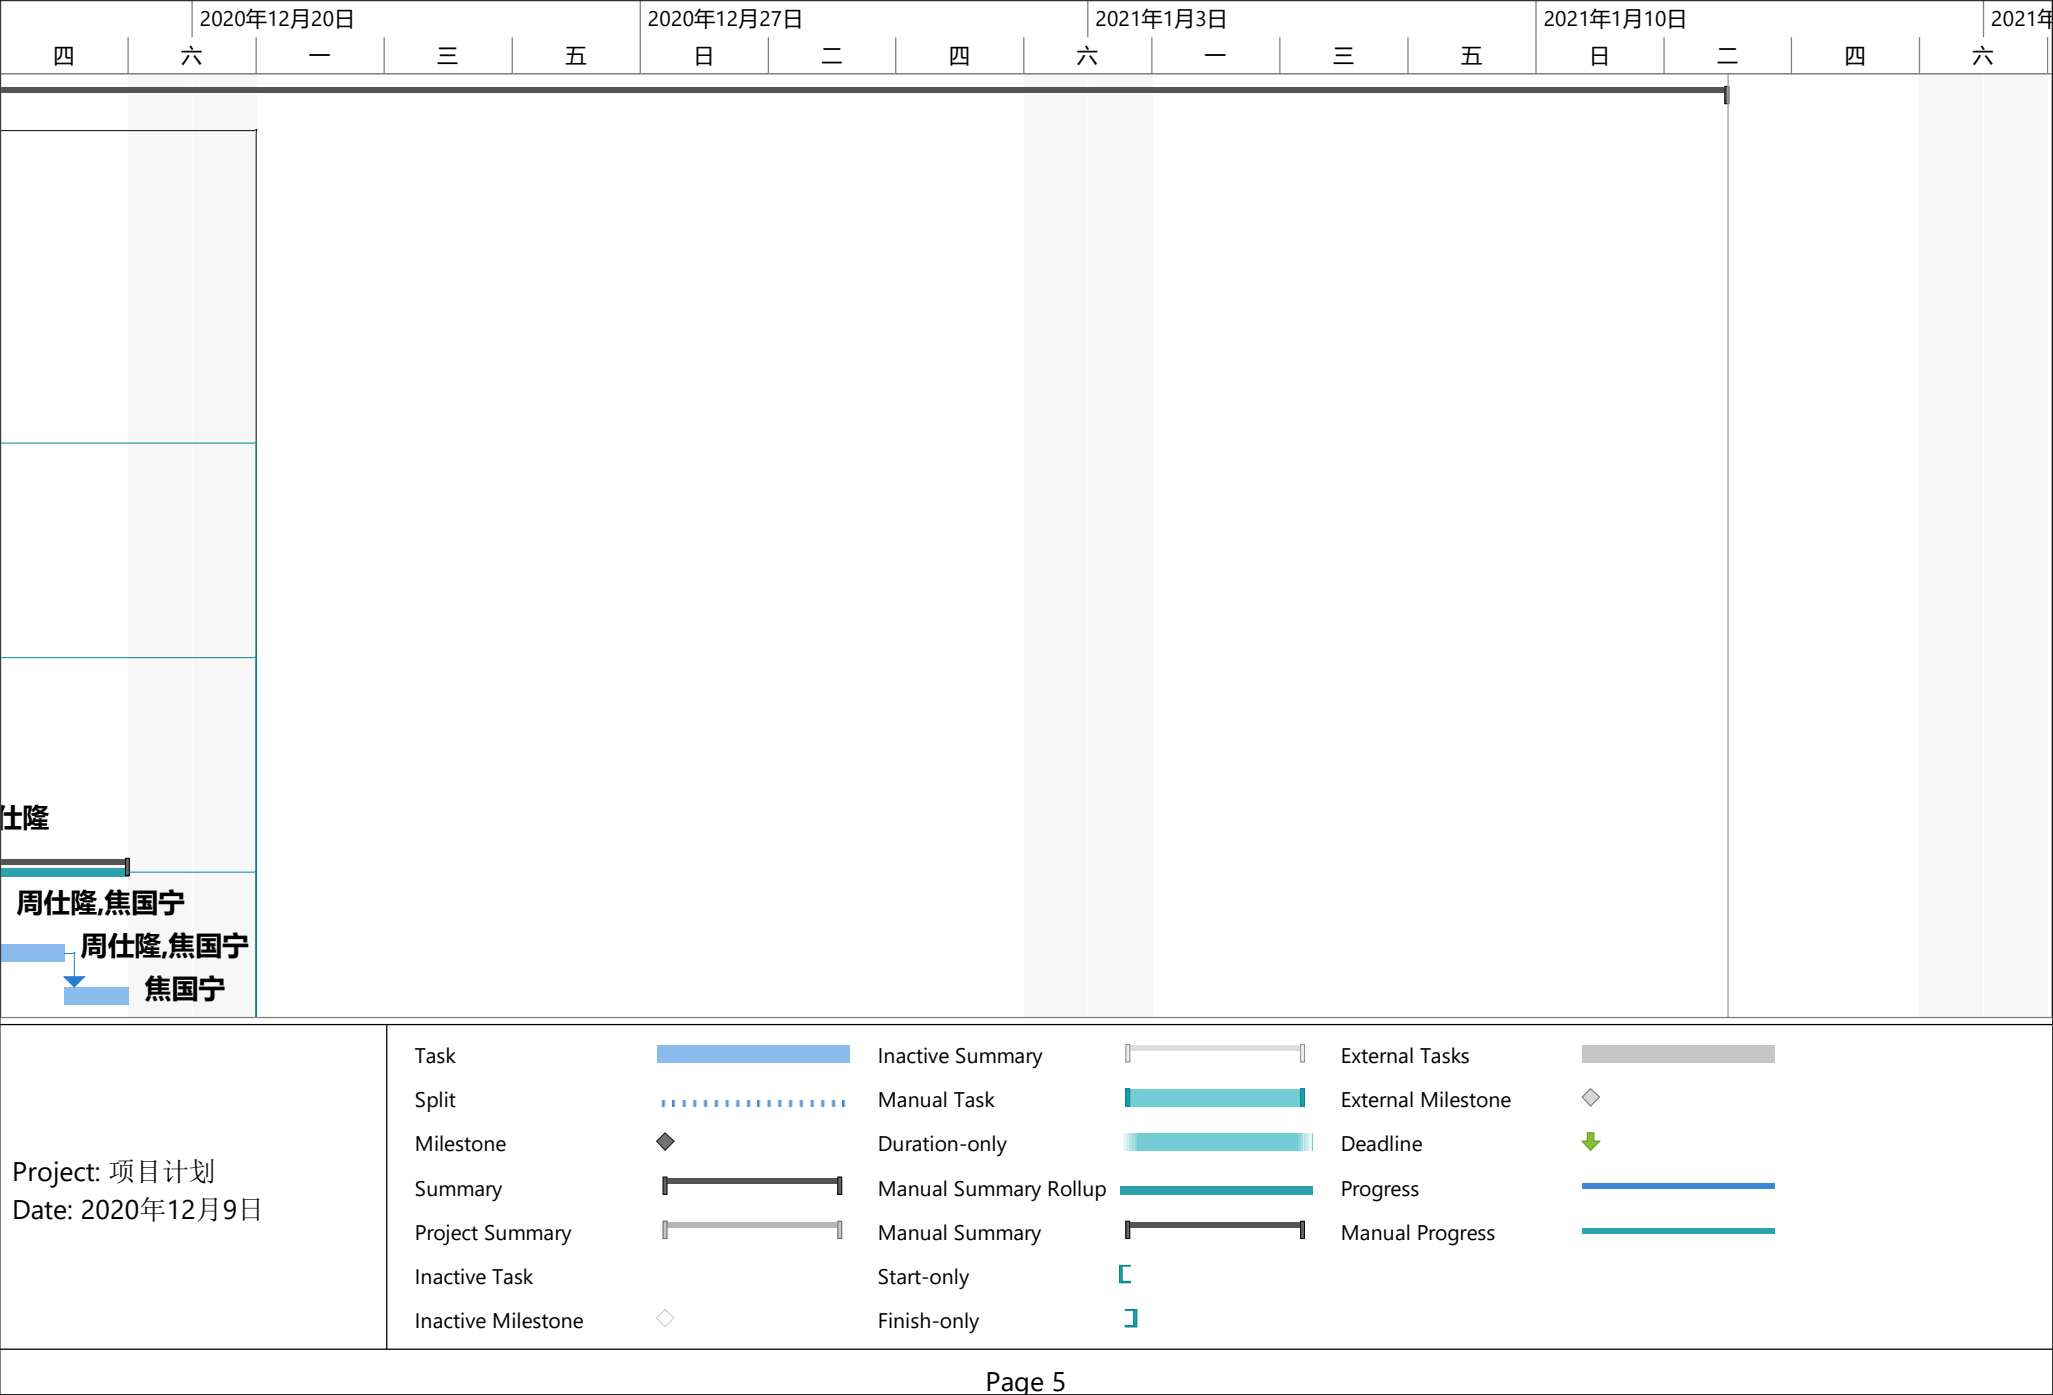 2020年12月20日 2020年12月27日 2021年1月3日 2021年1月10日 2021年
四 六 一 三 五 日 二 四 六 一 三 五 日 二 四 六
仕隆
周仕隆,焦国宁
周仕隆,焦国宁
焦国宁
Project: 项目计划
Date: 2020年12月9日
Task
Split
Milestone
Summary
Project Summary
Inactive Task
Inactive Milestone
Inactive Summary
Manual Task
Duration-only
Manual Summary Rollup
Manual Summary
Start-only
Finish-only
External Tasks
External Milestone
Deadline
Progress
Manual Progress
Page 5